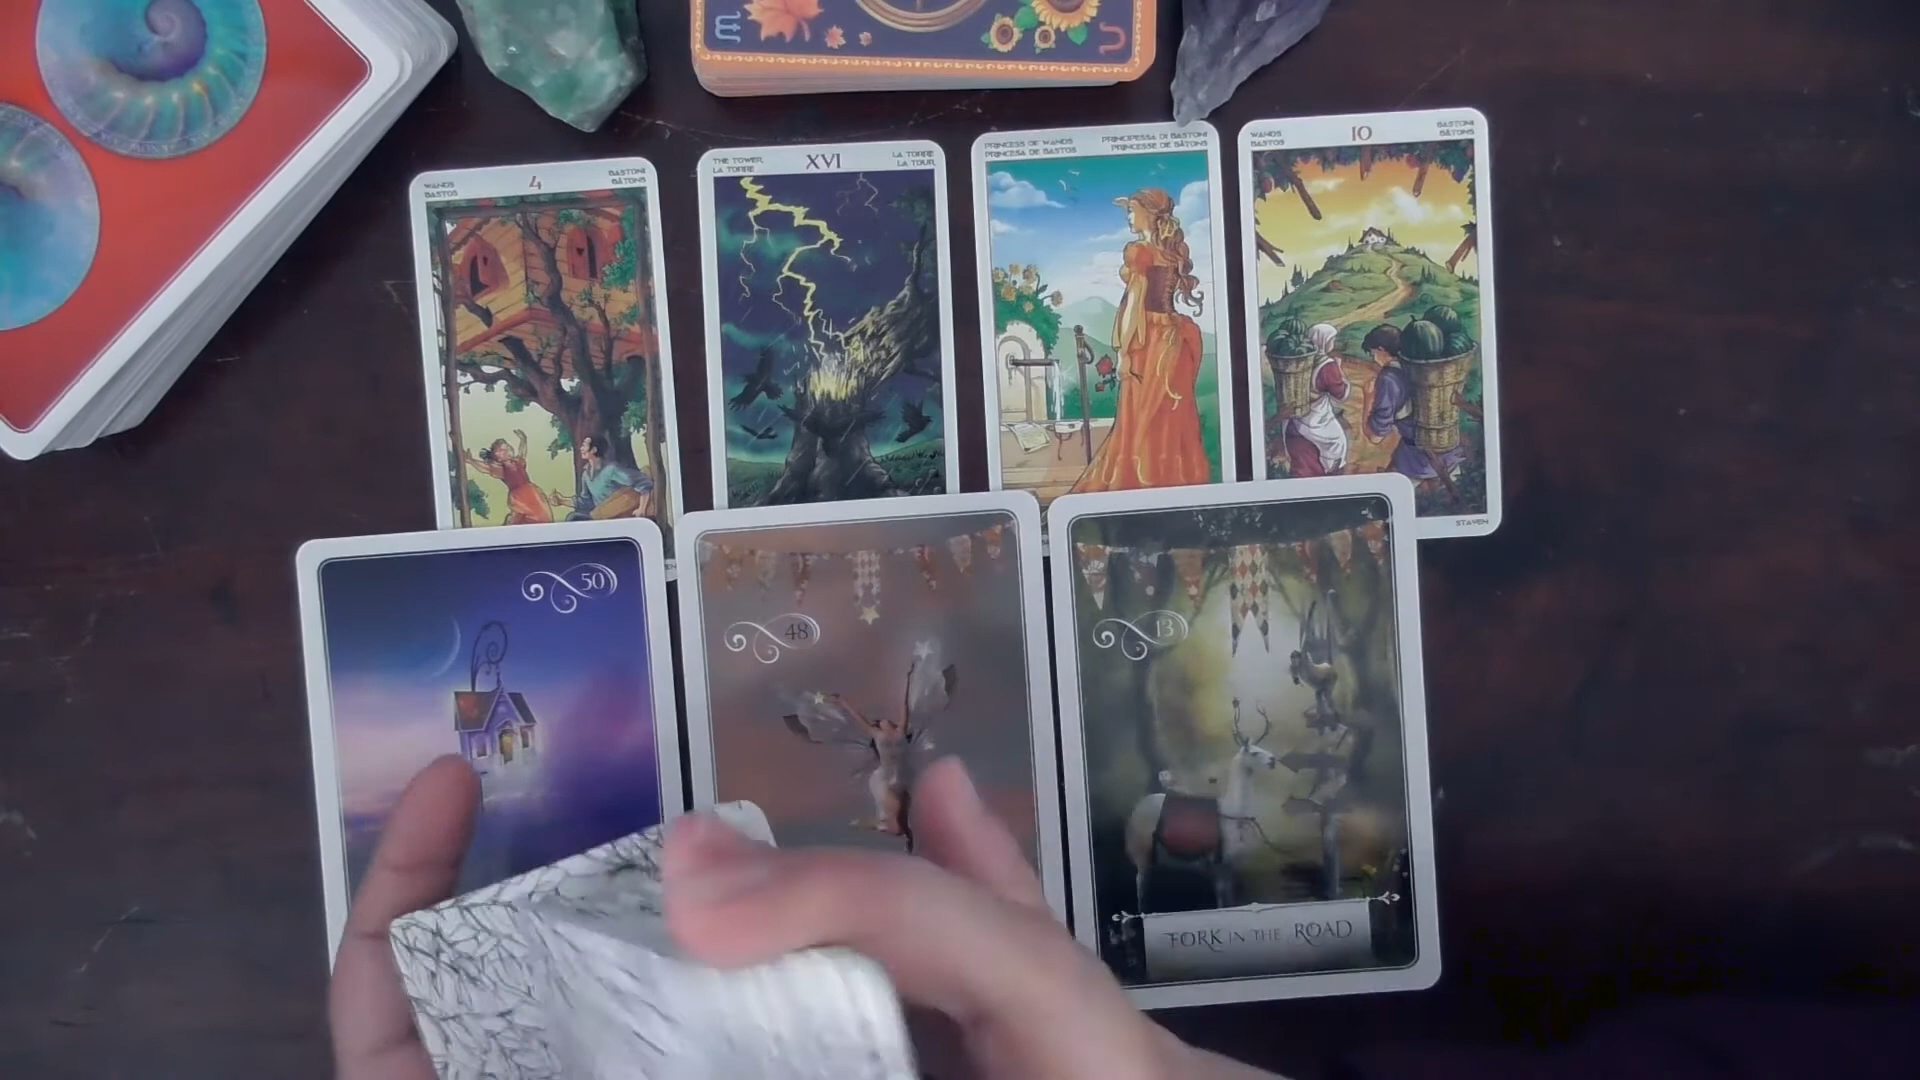 4
WANDS
BASTOS
BASTONI
BÂTONS
THE TOWER
LA TORRE
XVI
LA TORRE
LA TOUR
PRINCESS OF WANDS
PRINCESA DE BASTOS
PRINCIPESSA DI BASTONI
PRINCESSE DE BÂTONS
WANDS
BASTOS
10
BASTONI
BÂTONS
STAVEN
50
48
13
FORK IN THE ROAD